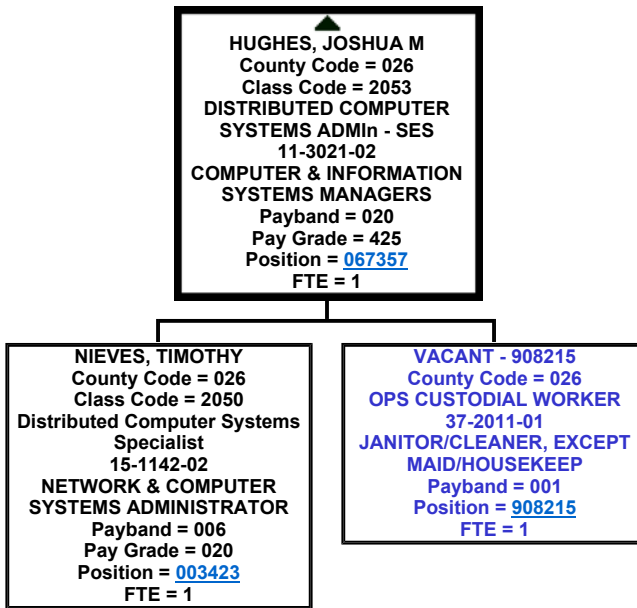 HUGHES, JOSHUA M
County Code = 026
Class Code = 2053
DISTRIBUTED COMPUTER
SYSTEMS ADMIn - SES
11-3021-02
COMPUTER & INFORMATION
SYSTEMS MANAGERS
Payband = 020
Pay Grade = 425
Position = 067357
FTE = 1
NIEVES, TIMOTHY
County Code = 026
Class Code = 2050
Distributed Computer Systems
Specialist
15-1142-02
NETWORK & COMPUTER
SYSTEMS ADMINISTRATOR
Payband = 006
Pay Grade = 020
Position = 003423
FTE = 1
VACANT - 908215
County Code = 026
OPS CUSTODIAL WORKER
37-2011-01
JANITOR/CLEANER, EXCEPT
MAID/HOUSEKEEP
Payband = 001
Position = 908215
FTE = 1